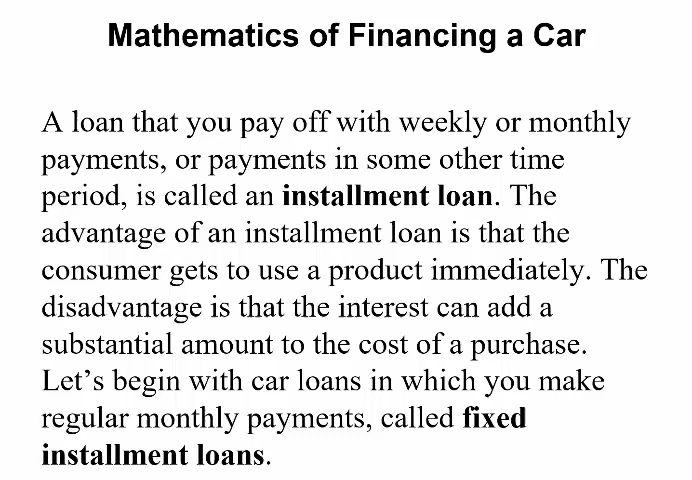 Mathematics of Financing a Car
A loan that you pay off with weekly or monthly
payments, or payments in some other time
period, is called an installment loan. The
advantage of an installment loan is that the
consumer gets to use a product immediately. The
disadvantage is that the interest can add a
substantial amount to the cost of a purchase.
Let’s begin with car loans in which you make
regular monthly payments, called fixed
installment loans.